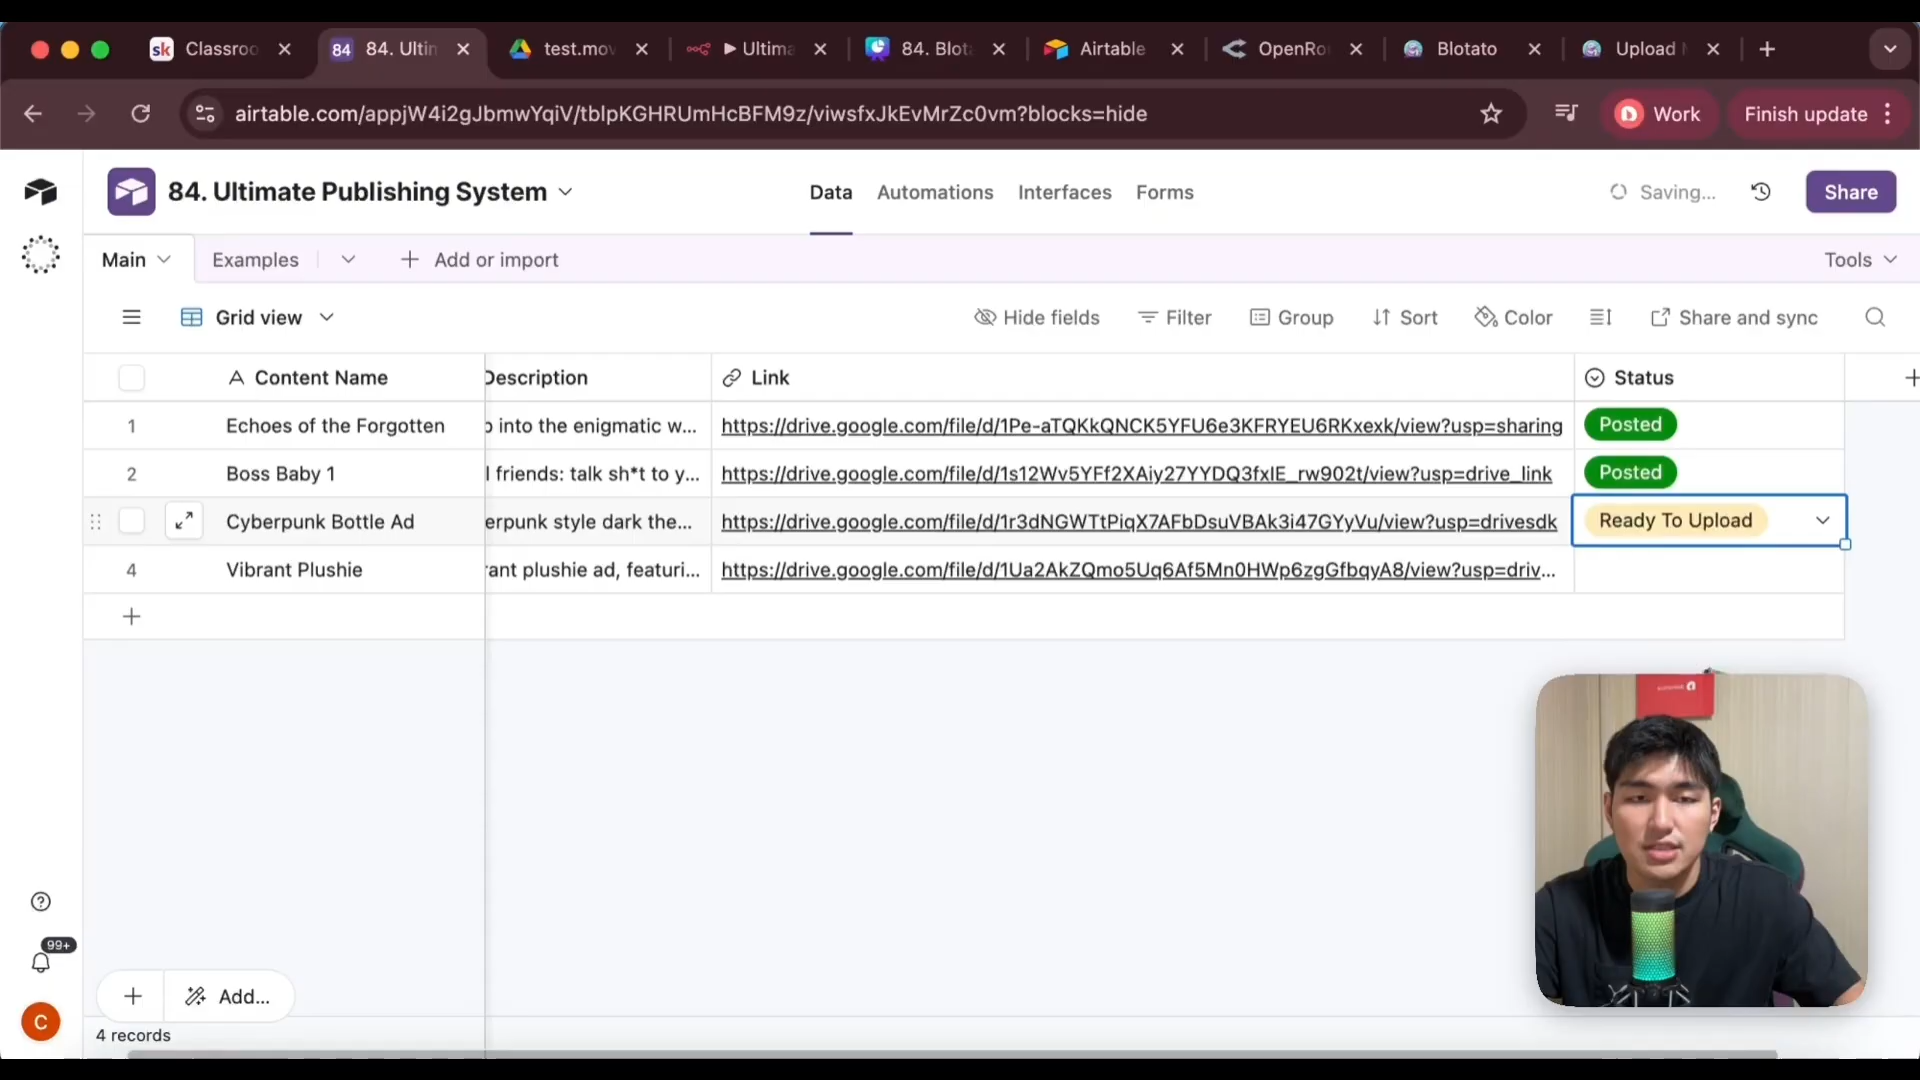 sk Classroo
84 84. Ultin
test.mov
▶ Ultima
84. Blot
Airtable
OpenRo
Blotato
Upload
airtable.com/appjW4i2gJbmwYqiV/tblpKGHRUmHcBFM9z/viwsfxJkEvMrZc0vm?blocks=hide
Work
Finish update
84. Ultimate Publishing System
Data Automations Interfaces Forms
Saving...
Share
Main Examples Add or import Tools
Grid view Hide fields Filter Group Sort Color Share and sync
Content Name Description Link Status
1 Echoes of the Forgotten into the enigmatic w... https://drive.google.com/file/d/1Pe-aTQKkQNCK5YFU6e3KFRYEU6RKxexk/view?usp=sharing Posted
2 Boss Baby 1 l friends: talk sh*t to y... https://drive.google.com/file/d/1s12Wv5YFf2XAiy27YYDQ3fxIE_rw902t/view?usp=drive_link Posted
Cyberpunk Bottle Ad erpunk style dark the... https://drive.google.com/file/d/1r3dNGWTtPiqX7AFbDsuVBAk3i47GYyVu/view?usp=drivesdk Ready To Upload
4 Vibrant Plushie rant plushie ad, featuri... https://drive.google.com/file/d/1Ua2AkZQmo5Uq6Af5Mn0HWp6zgGfbqyA8/view?usp=driv...
99+
Add...
C
4 records